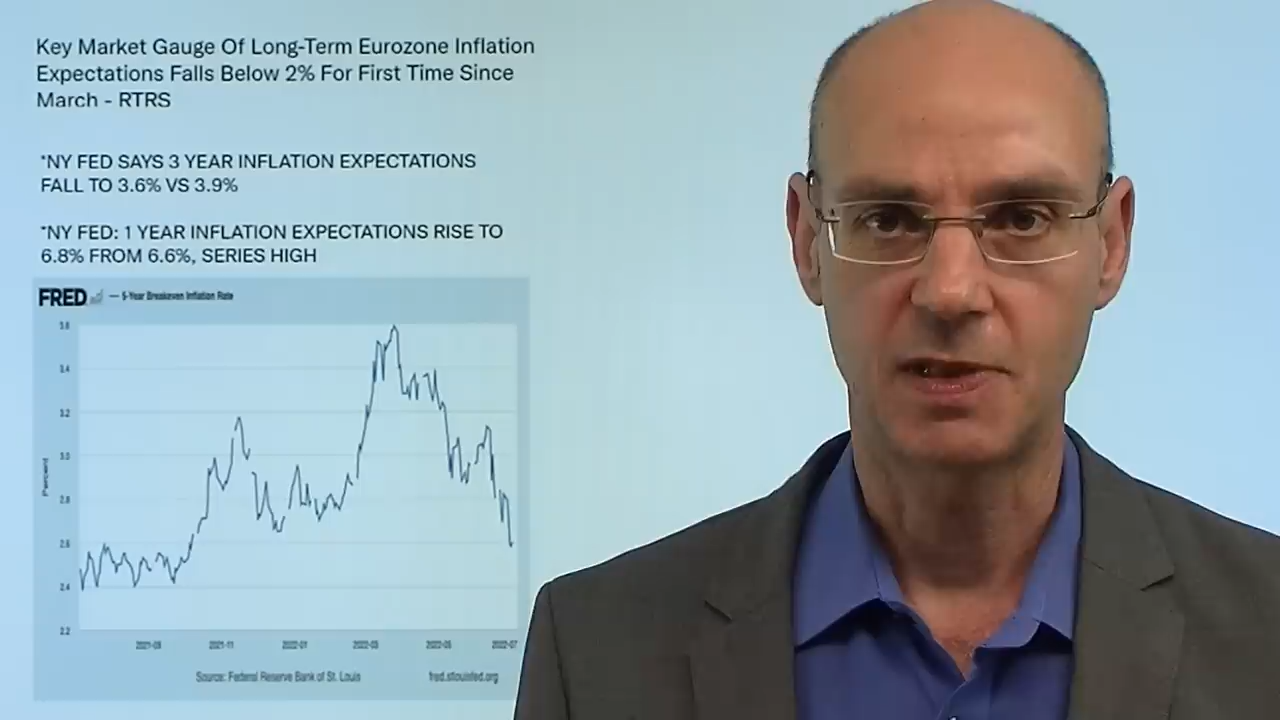 Key Market Gauge Of Long-Term Eurozone Inflation
Expectations Falls Below 2% For First Time Since
March - RTRS
*NY FED SAYS 3 YEAR INFLATION EXPECTATIONS
FALL TO 3.6% VS 3.9%
*NY FED: 1 YEAR INFLATION EXPECTATIONS RISE TO
6.8% FROM 6.6%, SERIES HIGH
FRED — 5-Year Breakeven Inflation Rate
3.6
3.4
3.2
3.0
2.8
2.6
2.4
2.2
Percent
2021-09 2021-11 2022-01 2022-03 2022-05 2022-07
Source: Federal Reserve Bank of St. Louis fred.stlouisfed.org